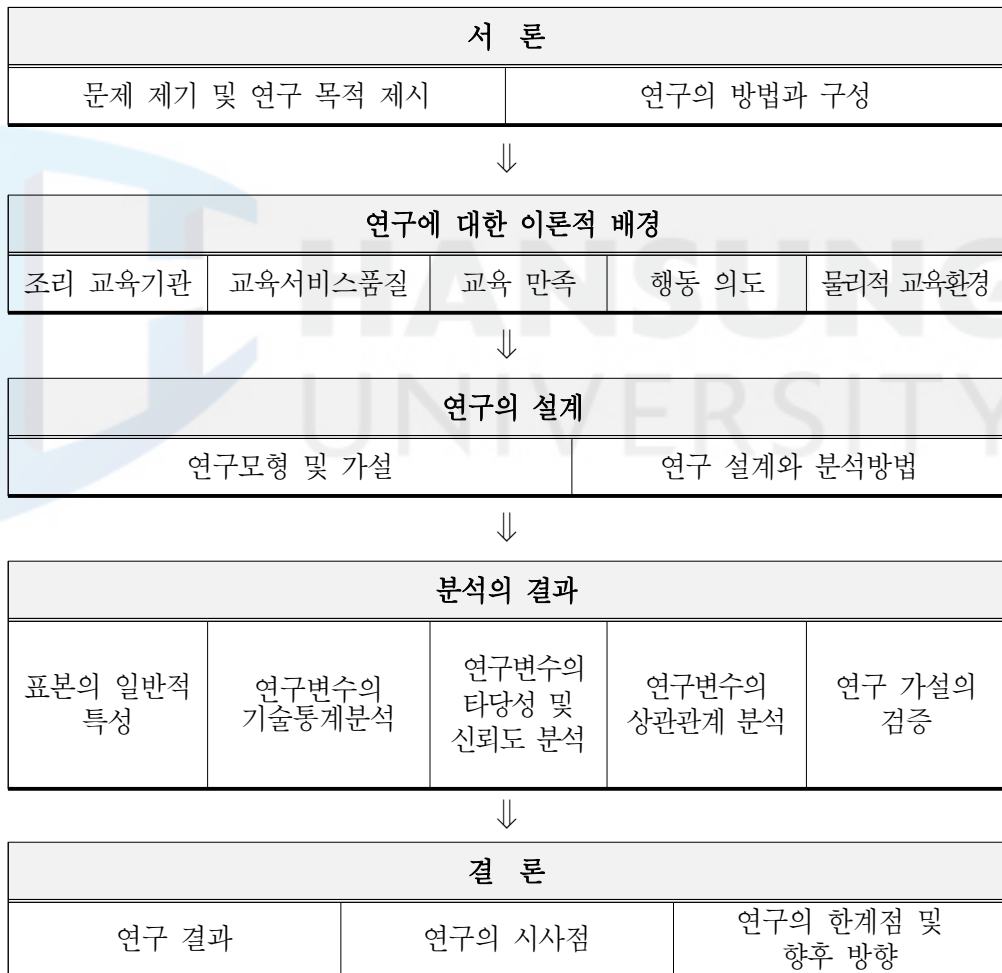 서 론
문제 제기 및 연구 목적 제시 연구의 방법과 구성
⇓
연구에 대한 이론적 배경
조리 교육기관 교육서비스품질 교육 만족 행동 의도 물리적 교육환경
⇓
HANSUNG
연구의 설계
UNIVERSITY
연구모형 및 가설 연구 설계와 분석방법
⇓
분석의 결과
표본의 일반적
특성
연구변수의
기술통계분석
연구변수의
타당성 및
신뢰도 분석
연구변수의
상관관계 분석
연구 가설의
검증
⇓
결 론
연구 결과
연구의 시사점
연구의 한계점 및
향후 방향